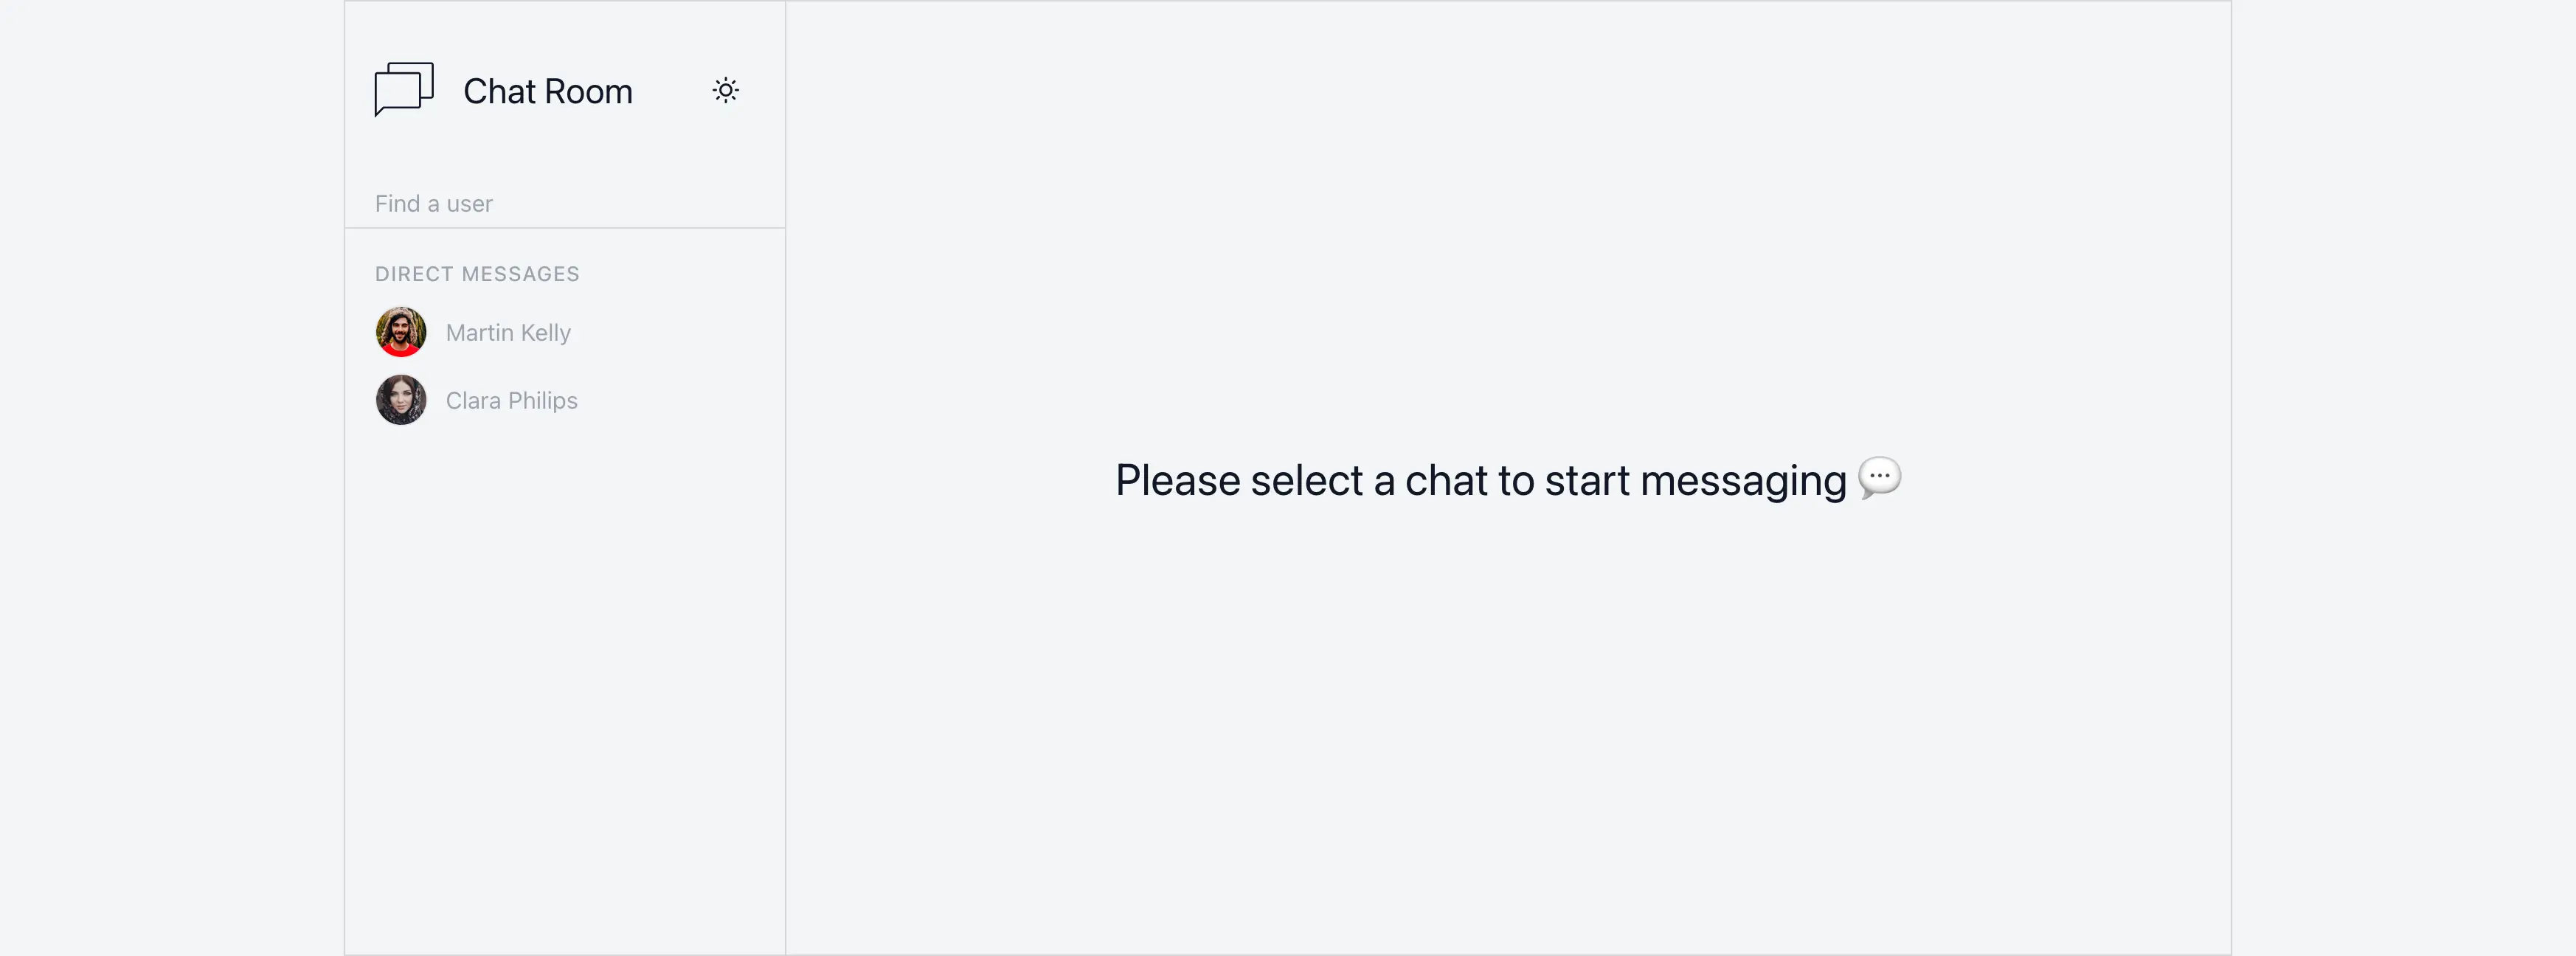 Chat Room
Find a user
DIRECT MESSAGES
Martin Kelly
Clara Philips
Please select a chat to start messaging 💬